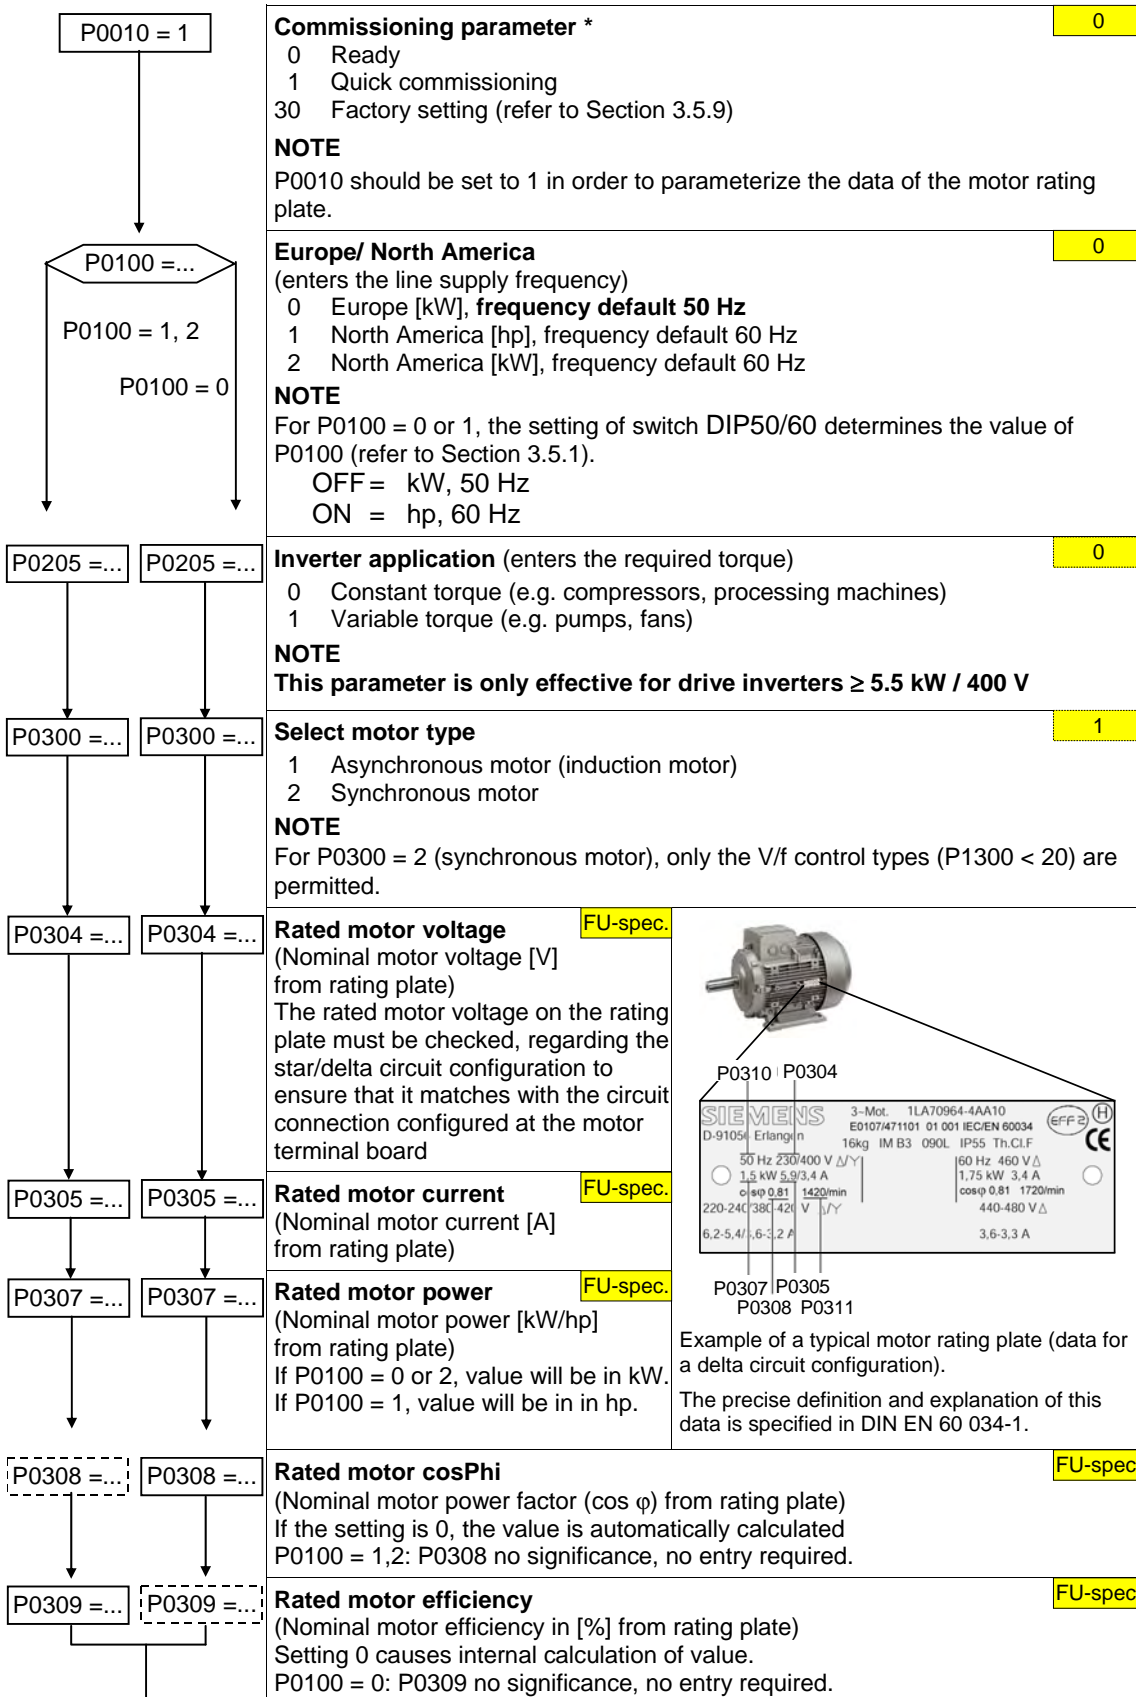 P0010 = 1
Commissioning parameter *
0
0 Ready
1 Quick commissioning
30 Factory setting (refer to Section 3.5.9)
NOTE
P0010 should be set to 1 in order to parameterize the data of the motor rating
plate.
P0100 =...
P0100 = 1, 2
P0100 = 0
Europe/ North America
0
(enters the line supply frequency)
0 Europe [kW], frequency default 50 Hz
1 North America [hp], frequency default 60 Hz
2 North America [kW], frequency default 60 Hz
NOTE
For P0100 = 0 or 1, the setting of switch DIP50/60 determines the value of
P0100 (refer to Section 3.5.1).
OFF = kW, 50 Hz
ON = hp, 60 Hz
P0205 =...
P0205 =...
Inverter application (enters the required torque)
0
0 Constant torque (e.g. compressors, processing machines)
1 Variable torque (e.g. pumps, fans)
NOTE
This parameter is only effective for drive inverters ≥ 5.5 kW / 400 V
P0300 =...
P0300 =...
Select motor type
1
1 Asynchronous motor (induction motor)
2 Synchronous motor
NOTE
For P0300 = 2 (synchronous motor), only the V/f control types (P1300 < 20) are
permitted.
P0304 =...
P0304 =...
Rated motor voltage
FU-spec.
(Nominal motor voltage [V]
from rating plate)
The rated motor voltage on the rating
plate must be checked, regarding the
star/delta circuit configuration to
ensure that it matches with the circuit
connection configured at the motor
terminal board
P0305 =...
P0305 =...
Rated motor current
FU-spec.
(Nominal motor current [A]
from rating plate)
P0307 =...
P0307 =...
Rated motor power
FU-spec.
(Nominal motor power [kW/hp]
from rating plate)
If P0100 = 0 or 2, value will be in kW.
If P0100 = 1, value will be in in hp.
P0310 P0304
SIEMENS
3~Mot. 1LA70964-4AA10
E0107/471101 01 001 IEC/EN 60034
EFF 2
H
CE
D-91056 Erlangen
16kg IM B3 090L IP55 Th.Cl.F
50 Hz 230/400 V Δ/Y
60 Hz 460 V Δ
1,5 kW 5,9/3,4 A
1,75 kW 3,4 A
cosφ 0,81 1420/min
cosφ 0,81 1720/min
220-240/380-420 V Δ/Y
440-480 V Δ
6,2-5,4/ ,6- ,2 A
3,6-3,3 A
P0307 P0305
P0308 P0311
Example of a typical motor rating plate (data for
a delta circuit configuration).
The precise definition and explanation of this
data is specified in DIN EN 60 034-1.
P0308 =...
P0308 =...
Rated motor cosPhi
FU-spec
(Nominal motor power factor (cos φ) from rating plate)
If the setting is 0, the value is automatically calculated
P0100 = 1,2: P0308 no significance, no entry required.
P0309 =...
P0309 =...
Rated motor efficiency
FU-spec
(Nominal motor efficiency in [%] from rating plate)
Setting 0 causes internal calculation of value.
P0100 = 0: P0309 no significance, no entry required.